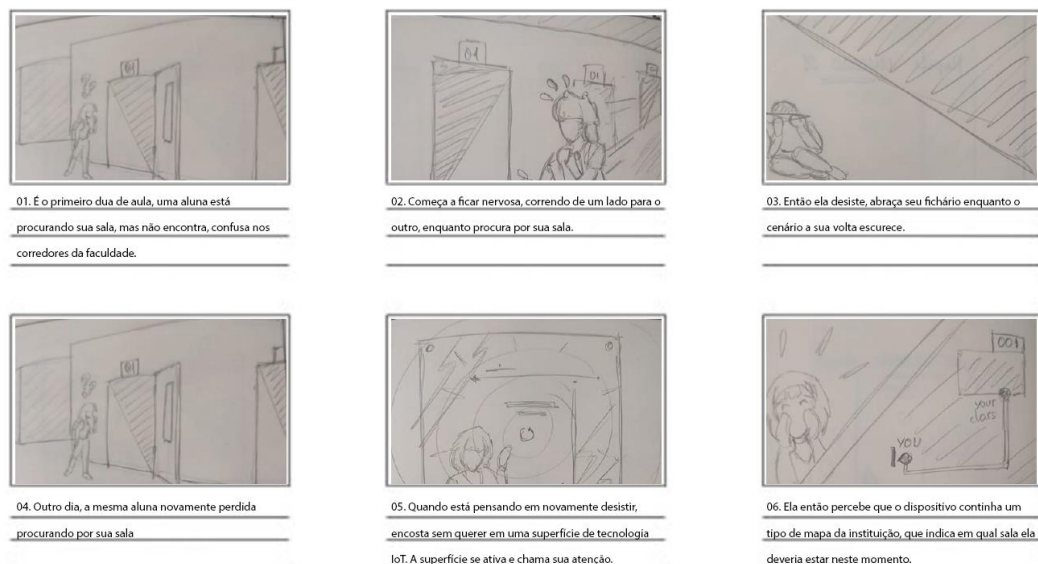 01
01. É o primeiro dua de aula, uma aluna está
procurando sua sala, mas não encontra, confusa nos
corredores da faculdade.
01
01
02. Começa a ficar nervosa, correndo de um lado para o
outro, enquanto procura por sua sala.
03. Então ela desiste, abraça seu fichário enquanto o
cenário a sua volta escurece.
01
04. Outro dia, a mesma aluna novamente perdida
procurando por sua sala
05. Quando está pensando em novamente desistir,
encosta sem querer em uma superfície de tecnologia
IoT. A superfície se ativa e chama sua atenção.
001
your
class
YOU
06. Ela então percebe que o dispositivo continha um
tipo de mapa da instituição, que indica em qual sala ela
deveria estar neste momento.